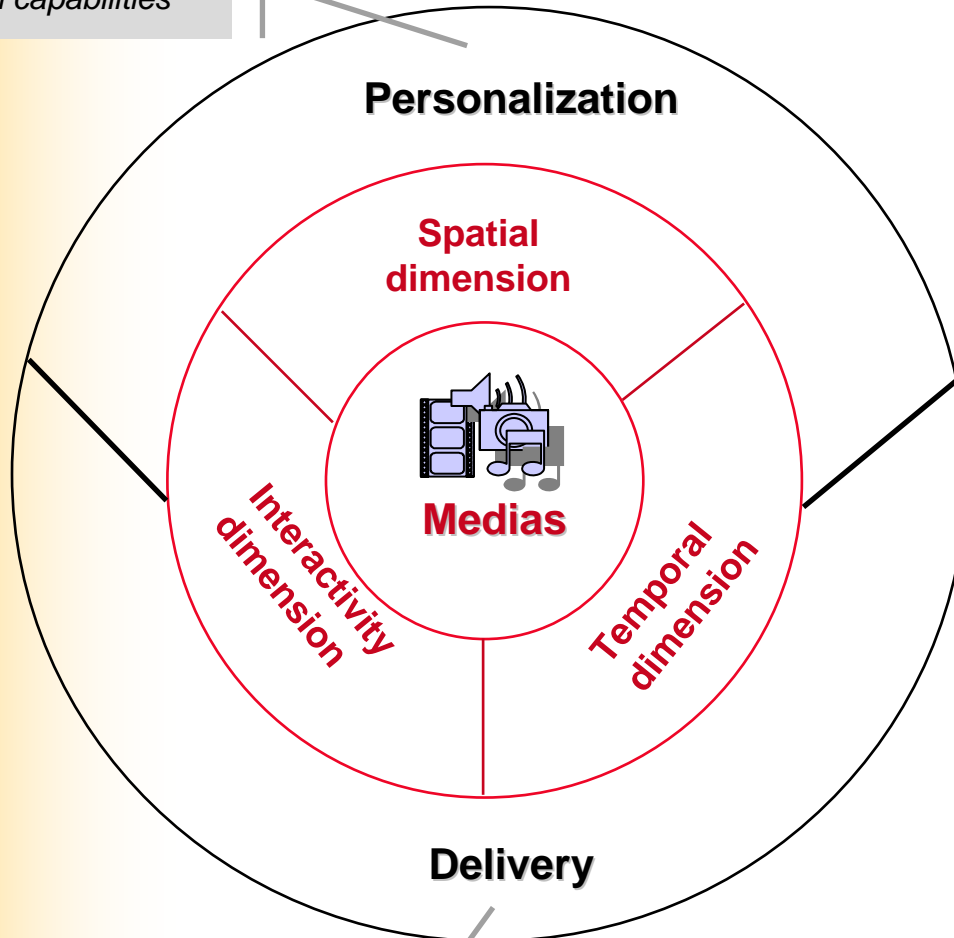 capabilities
Personalization
Spatial
dimension
Medias
Interactivity
dimension
Temporal
dimension
Delivery